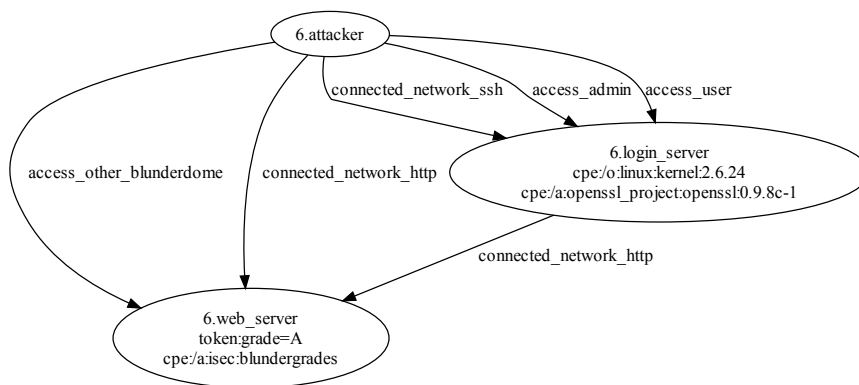 6.attacker
connected_network_ssh
access_admin
access_user
access_other_blunderdome
connected_network_http
6.login_server
cpe:/o:linux:kernel:2.6.24
cpe:/a:openssl_project:openssl:0.9.8c-1
connected_network_http
6.web_server
token:grade=A
cpe:/a:isec:blundergrades